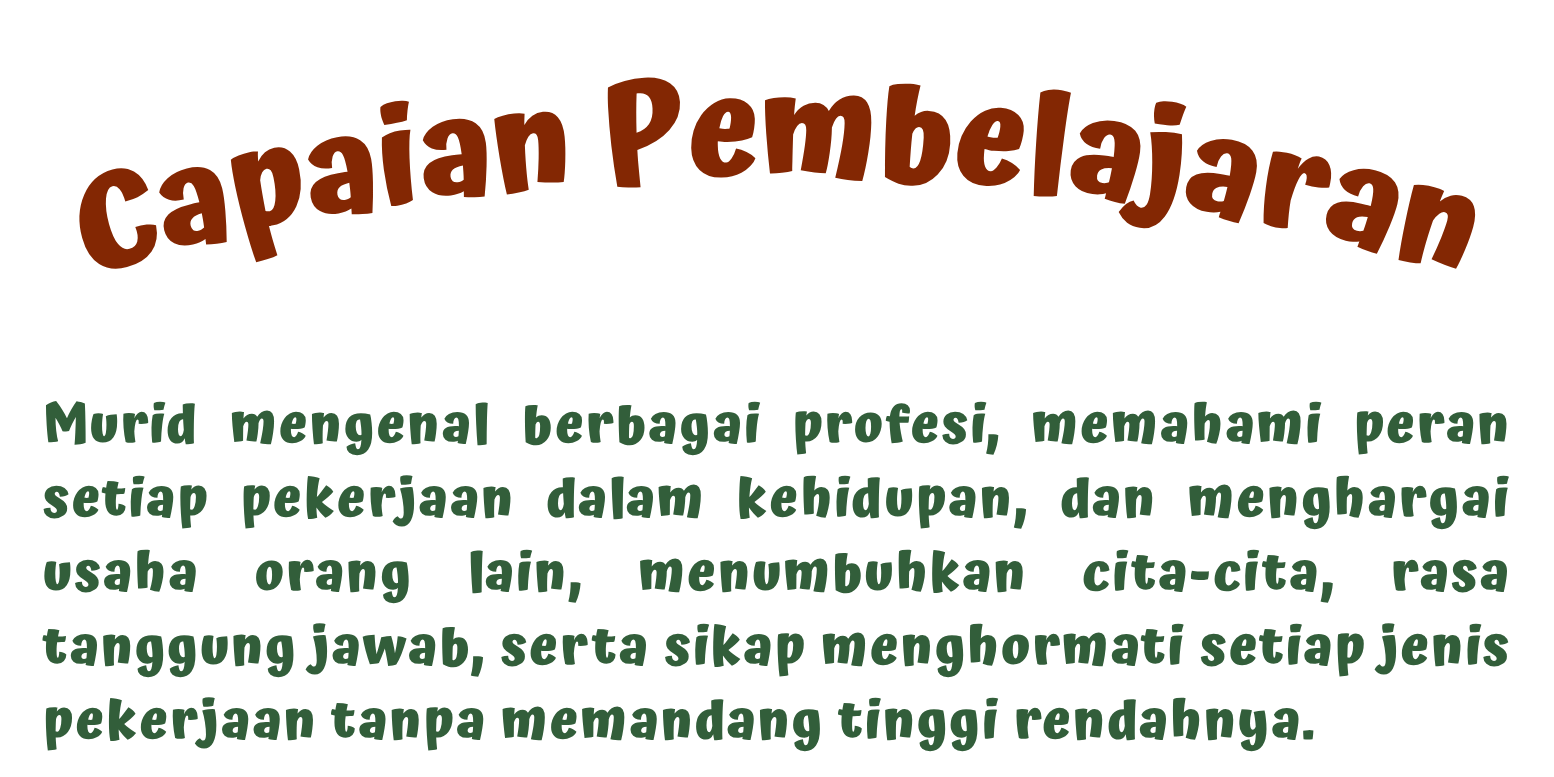 Capaian Pembelajaran
Murid mengenal berbagai profesi, memahami peran
setiap pekerjaan dalam kehidupan, dan menghargai
usaha orang lain, menumbuhkan cita-cita, rasa
tanggung jawab, serta sikap menghormati setiap jenis
pekerjaan tanpa memandang tinggi rendahnya.